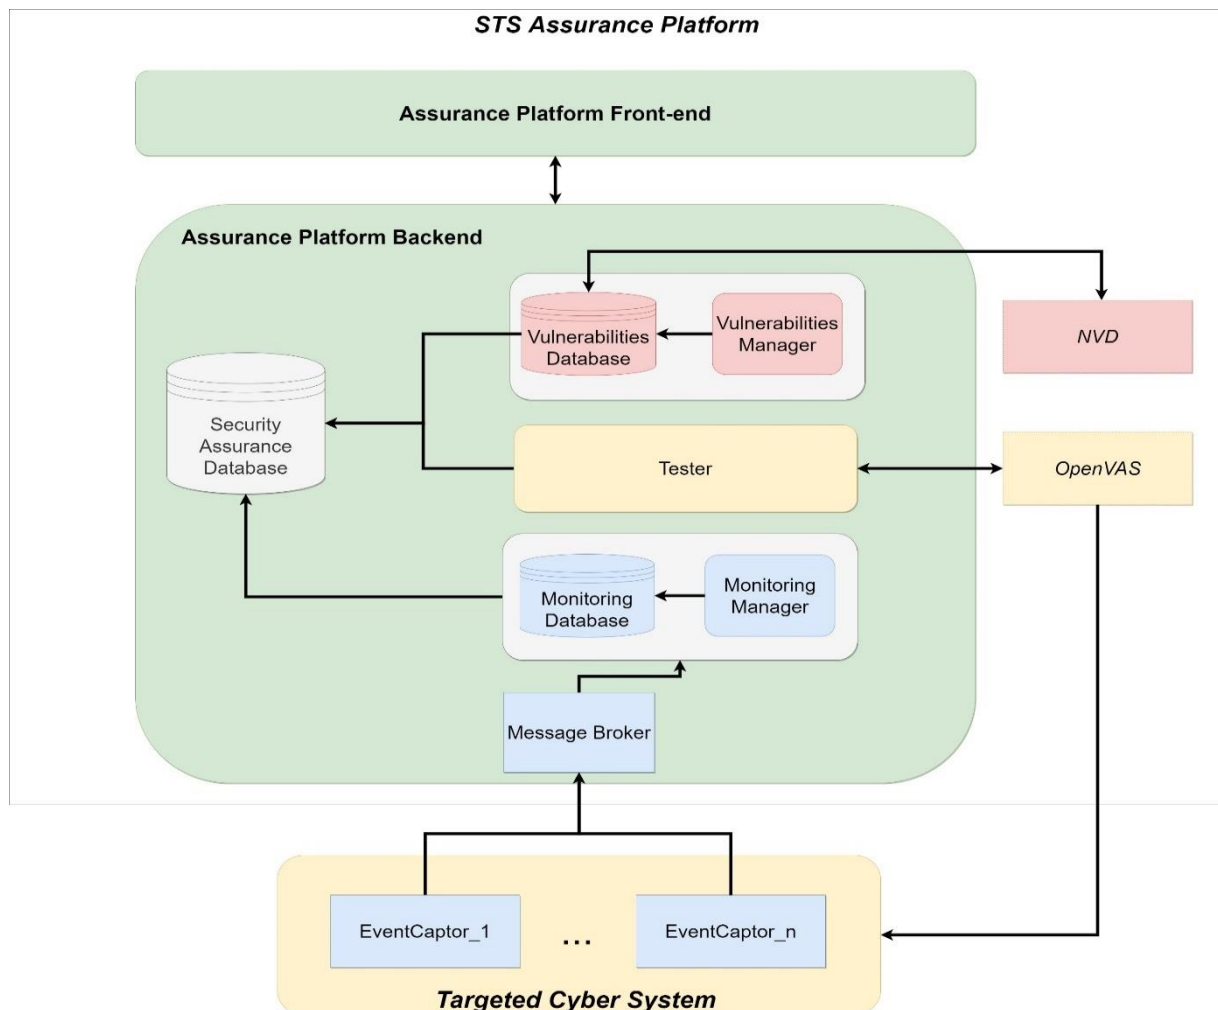 STS Assurance Platform
Assurance Platform Front-end
Assurance Platform Backend
Vulnerabilities
Database
Vulnerabilities
Manager
NVD
Security
Assurance
Database
Tester
OpenVAS
Monitoring
Database
Monitoring
Manager
Message Broker
EventCaptor_1
...
EventCaptor_n
Targeted Cyber System